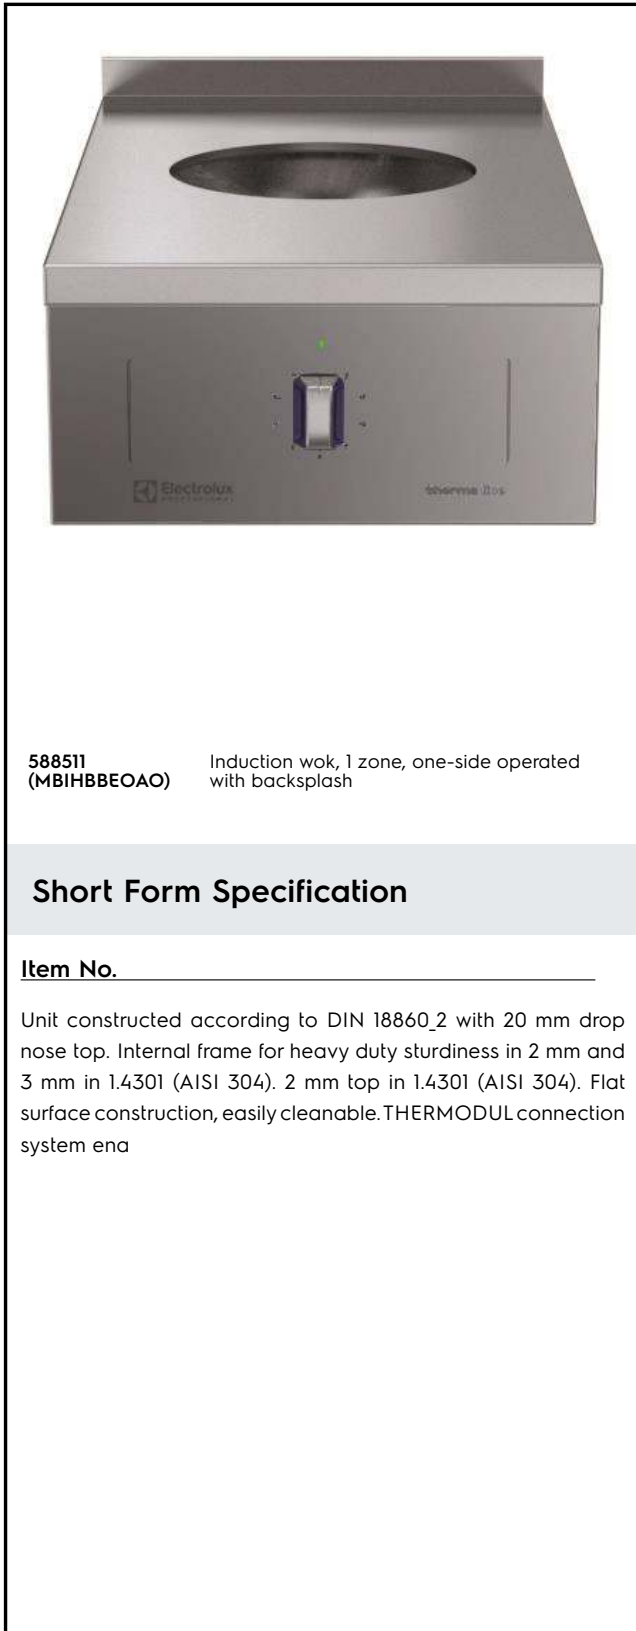 Electrolux
PROFESSIONAL
thermaline
588511
(MBIHBBEOAO)
Induction wok, 1 zone, one-side operated
with backsplash
Short Form Specification
Item No.
Unit constructed according to DIN 18860_2 with 20 mm drop
nose top. Internal frame for heavy duty sturdiness in 2 mm and
3 mm in 1.4301 (AISI 304). 2 mm top in 1.4301 (AISI 304). Flat
surface construction, easily cleanable. THERMODUL connection
system ena